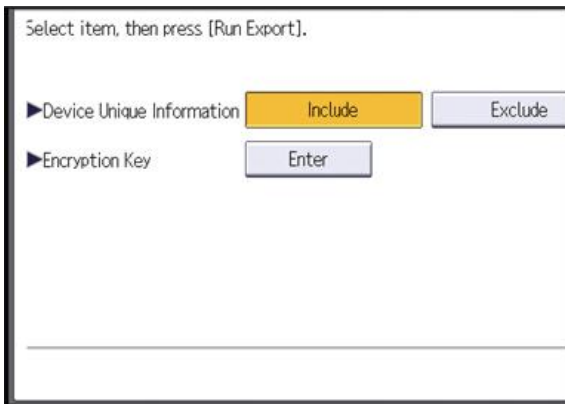 Select item, then press [Run Export].
▶Device Unique Information Include Exclude
▶Encryption Key Enter